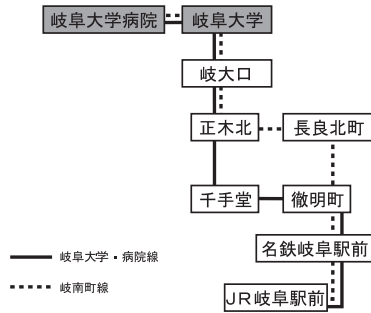 岐阜大学病院
岐阜大学
岐大口
正木北
長良北町
千手堂
徹明町
名鉄岐阜駅前
JR岐阜駅前
岐阜大学・病院線
岐南町線